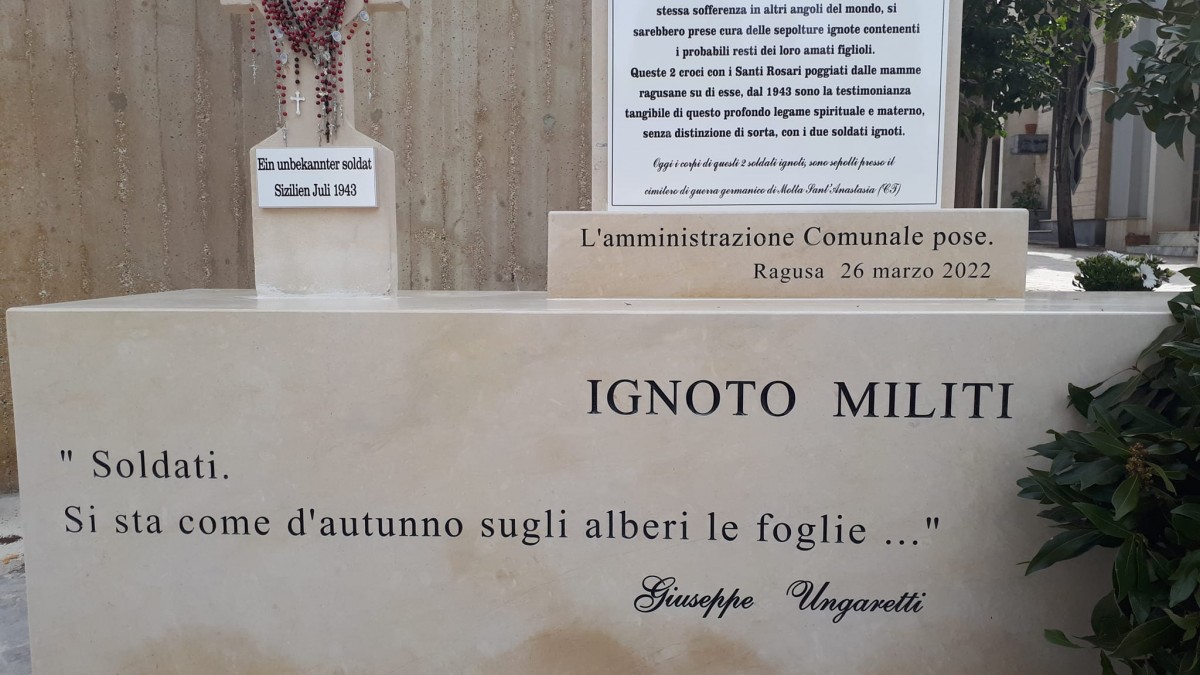 stessa sofferenza in altri angoli del mondo, si
sarebbero prese cura delle sepolture ignote contenenti
i probabili resti dei loro amati figlioli.
Queste 2 croci con i Santi Rosari poggiati dalle mamme
ragusane su di esse, dal 1943 sono la testimonianza
tangibile di questo profondo legame spirituale e materno,
senza distinzione di sorta, con i due soldati ignoti.
Oggi i corpi di questi 2 soldati ignoti, sono sepolti presso il
cimitero di guerra germanico di Motta Sant'Anastasia (CT)
Ein unbekannter soldat
Sizilien Juli 1943
L'amministrazione Comunale pose.
Ragusa 26 marzo 2022
IGNOTO MILITI
" Soldati.
Si sta come d'autunno sugli alberi le foglie ..."
Giuseppe Ungaretti